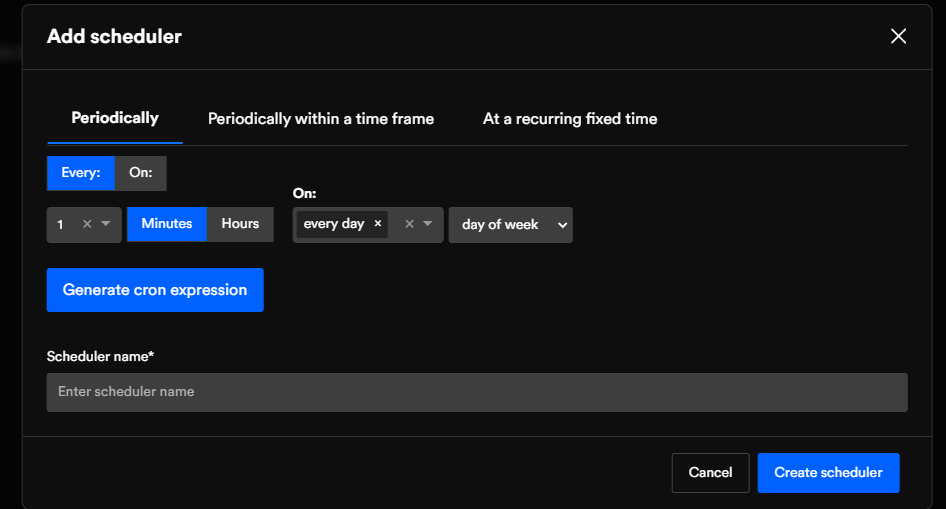 Add scheduler
Periodically
Periodically within a time frame
At a recurring fixed time
Every:
On:
On:
1
Minutes
Hours
every day ×
day of week
Generate cron expression
Scheduler name*
Enter scheduler name
Cancel
Create scheduler